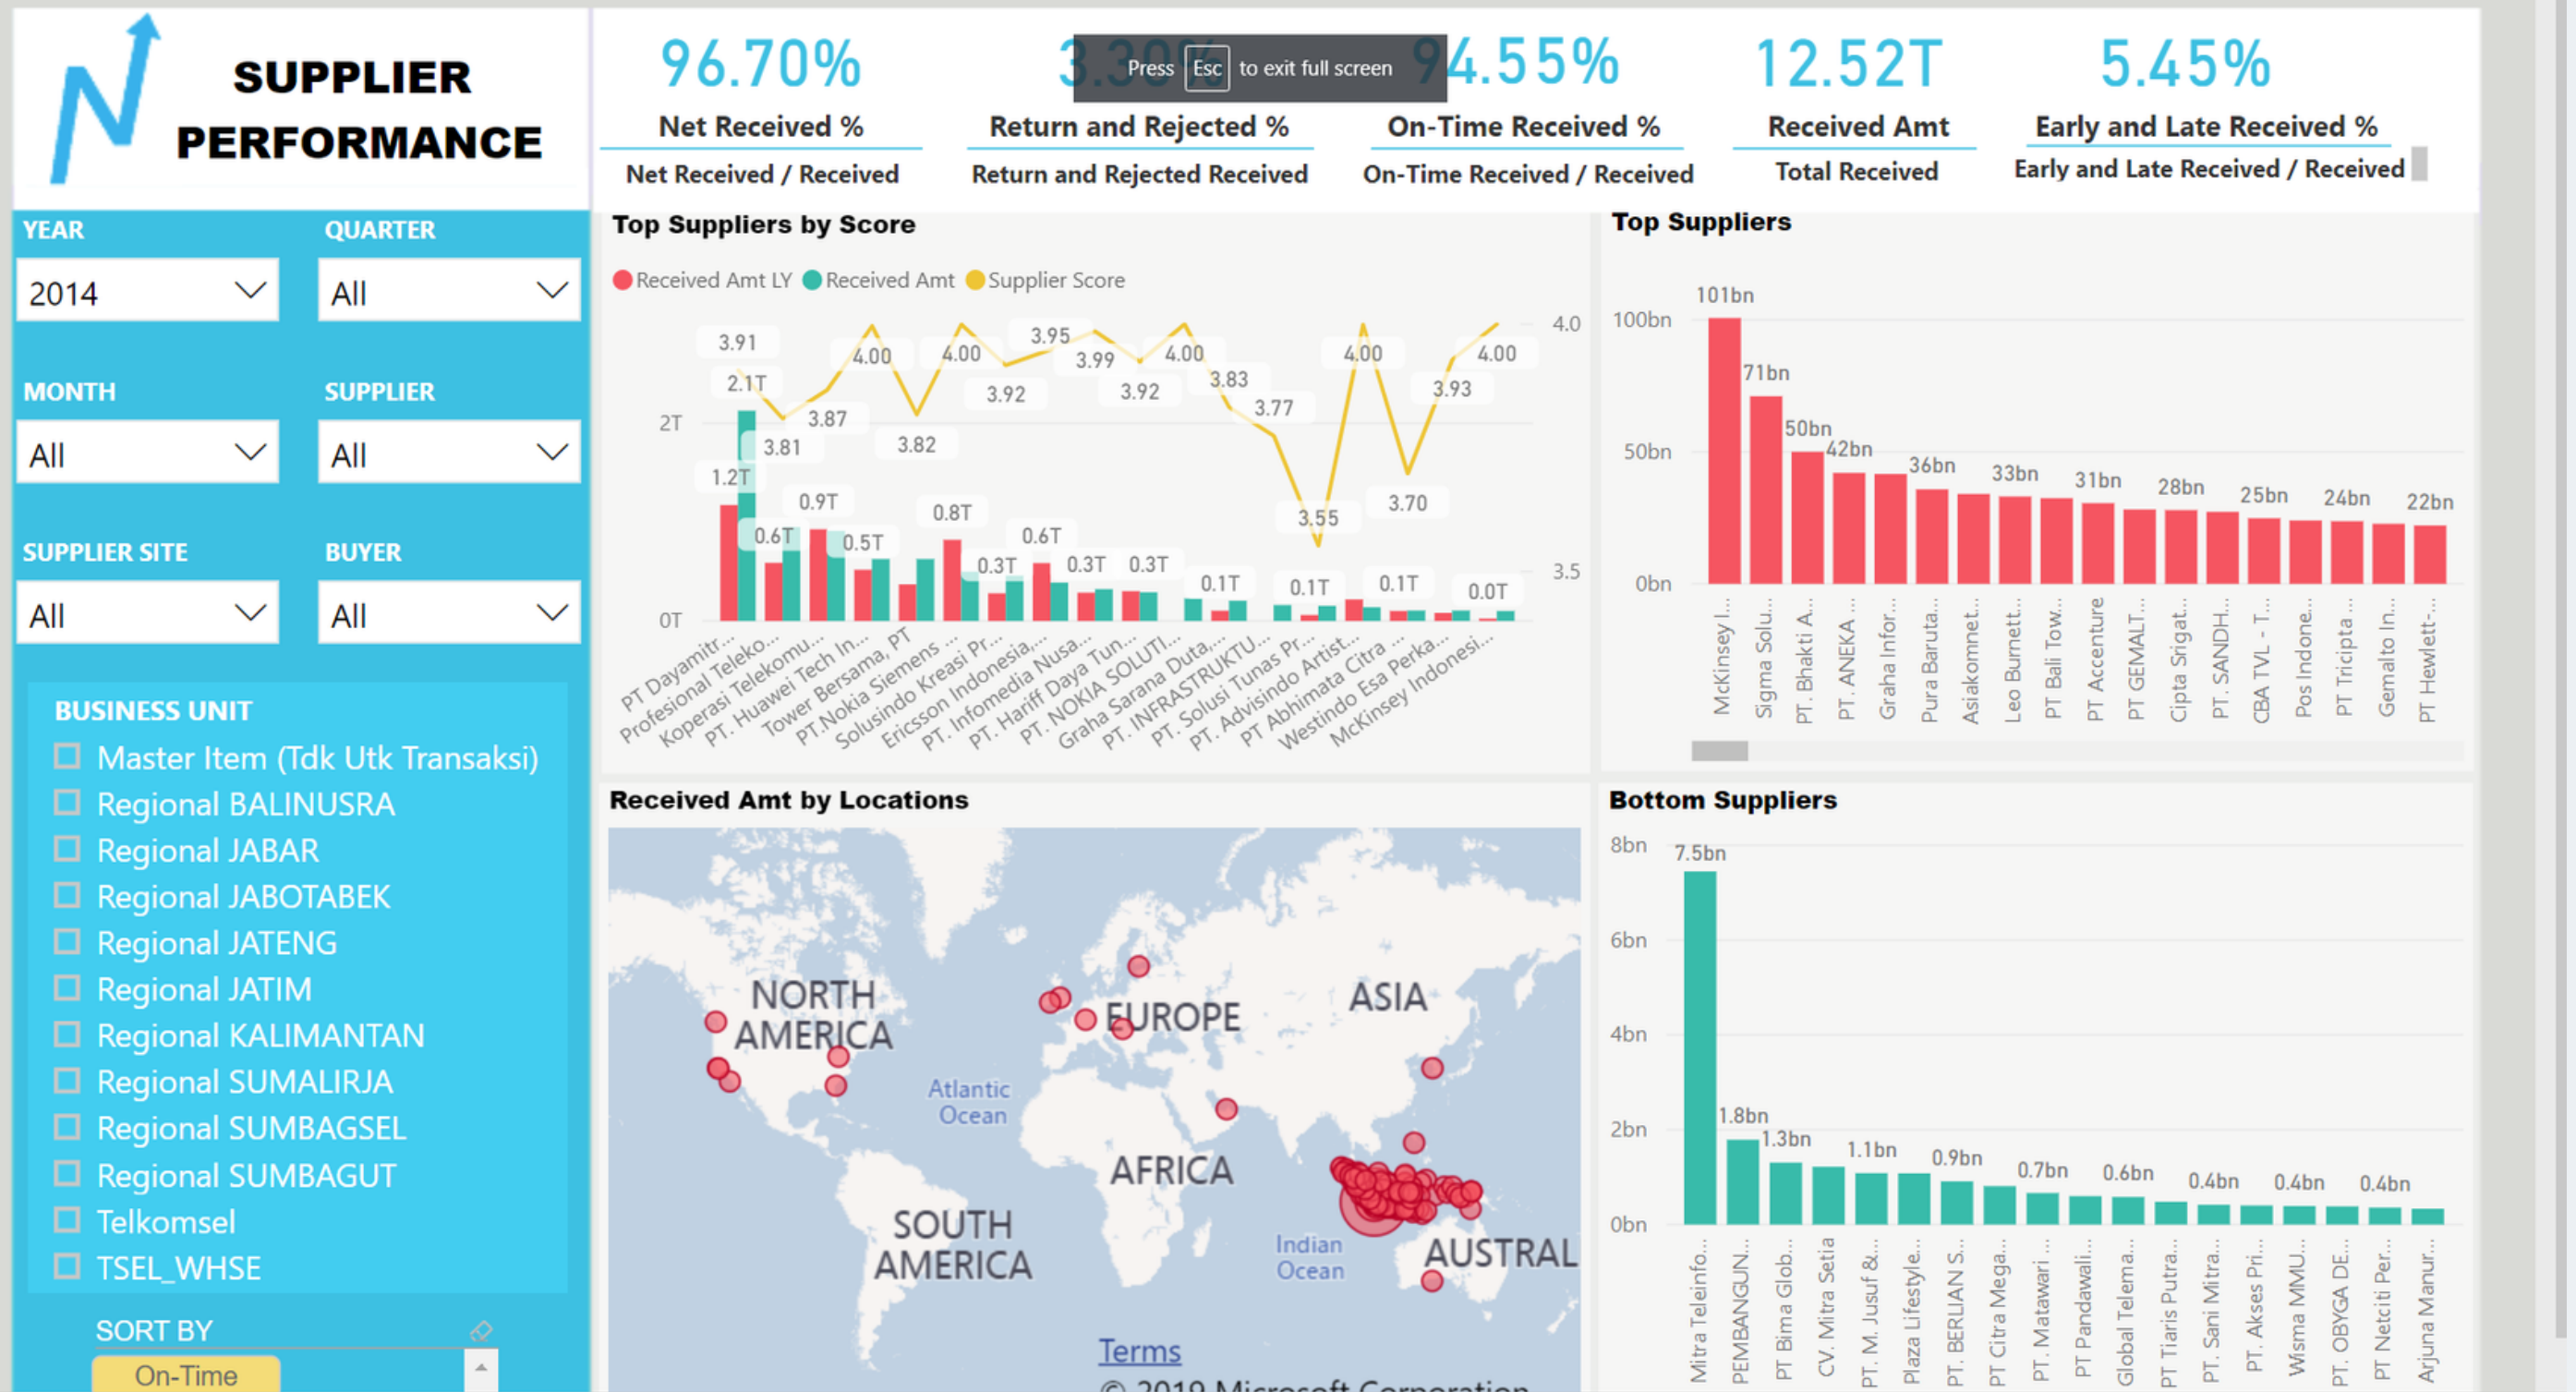 SUPPLIER
PERFORMANCE
96.70%
Net Received %
Net Received / Received
3.30%
Return and Rejected %
Return and Rejected Received
Press Esc to exit full screen
94.55%
On-Time Received %
On-Time Received / Received
12.52T
Received Amt
Total Received
5.45%
Early and Late Received %
Early and Late Received / Received
YEAR
QUARTER
2014
All
MONTH
SUPPLIER
All
All
SUPPLIER SITE
BUYER
All
All
BUSINESS UNIT
Master Item (Tdk Utk Transaksi)
Regional BALINUSRA
Regional JABAR
Regional JABOTABEK
Regional JATENG
Regional JATIM
Regional KALIMANTAN
Regional SUMALIRJA
Regional SUMBAGSEL
Regional SUMBAGUT
Telkomsel
TSEL_WHSE
SORT BY
On-Time
Top Suppliers by Score
Received Amt LY
Received Amt
Supplier Score
3.91
3.81
3.87
4.00
3.82
4.00
3.92
3.95
3.99
3.92
4.00
3.83
3.77
3.55
4.00
3.70
3.93
4.00
4.0
3.5
2T
0T
2.1T
1.2T
0.6T
0.9T
0.5T
0.8T
0.3T
0.6T
0.3T
0.3T
0.1T
0.1T
0.1T
0.0T
PT Dayamitr...
Profesional Teleko...
Koperasi Telekomu...
PT. Huawei Tech In...
Tower Bersama, PT
PT.Nokia Siemens ...
Solusindo Kreasi Pr...
Ericsson Indonesia,...
PT. Infomedia Nusa...
PT. Hariff Daya Tun...
PT. NOKIA SOLUTI...
Graha Sarana Duta,...
PT. INFRASTRUKTU...
PT. Solusi Tunas Pr...
PT. Advisindo Artist...
PT Abhimata Citra ...
Westindo Esa Perka...
McKinsey Indonesi...
Top Suppliers
100bn
50bn
0bn
101bn
71bn
50bn
42bn
36bn
33bn
31bn
28bn
25bn
24bn
22bn
McKinsey I...
Sigma Solu...
PT. Bhakti A...
PT. ANEKA ...
Graha Infor...
Pura Baruta...
Asiakomnet...
Leo Burnett...
PT Bali Tow...
PT Accenture
PT GEMALT...
Cipta Srigat...
PT. SANDH...
CBA TVL - T...
Pos Indone...
PT Tricipta ...
Gemalto In...
PT Hewlett-...
Received Amt by Locations
NORTH
AMERICA
EUROPE
ASIA
Atlantic
Ocean
AFRICA
SOUTH
AMERICA
Indian
Ocean
AUSTRAL
Terms
© 2019 Microsoft Corporation
Bottom Suppliers
8bn
6bn
4bn
2bn
0bn
7.5bn
1.8bn
1.3bn
1.1bn
0.9bn
0.7bn
0.6bn
0.4bn
0.4bn
0.4bn
Mitra Teleinfo...
PEMBANGUN...
PT Bima Glob...
CV. Mitra Setia
PT. M. Jusuf &...
Plaza Lifestyle...
PT. BERLIAN S...
PT Citra Mega...
PT. Matawari ...
PT Pandawali...
Global Telema...
PT Tiaris Putra...
PT. Sani Mitra...
PT. Akses Pri...
Wisma MMU...
PT. OBYGA DE...
PT Netciti Per...
Arjuna Manur...